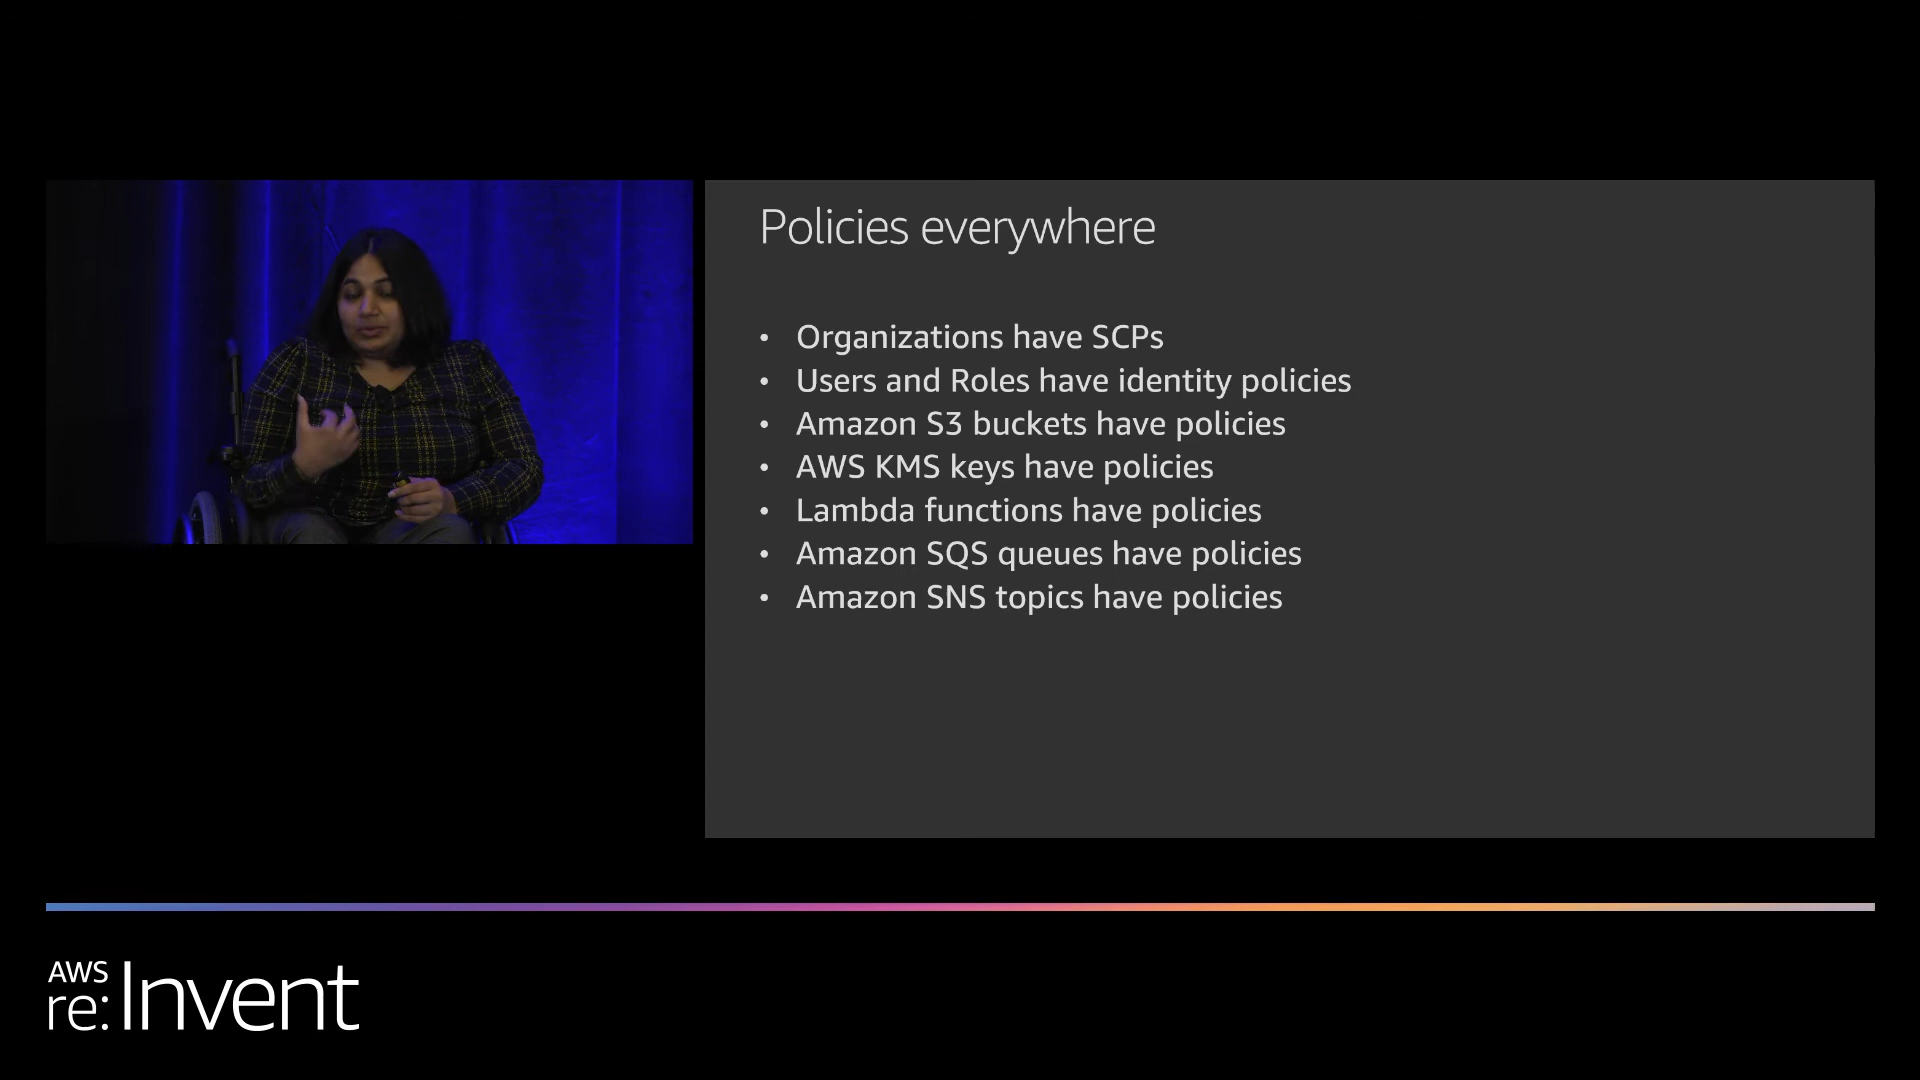 Policies everywhere
• Organizations have SCPs
• Users and Roles have identity policies
• Amazon S3 buckets have policies
• AWS KMS keys have policies
• Lambda functions have policies
• Amazon SQS queues have policies
• Amazon SNS topics have policies
AWS
re:Invent